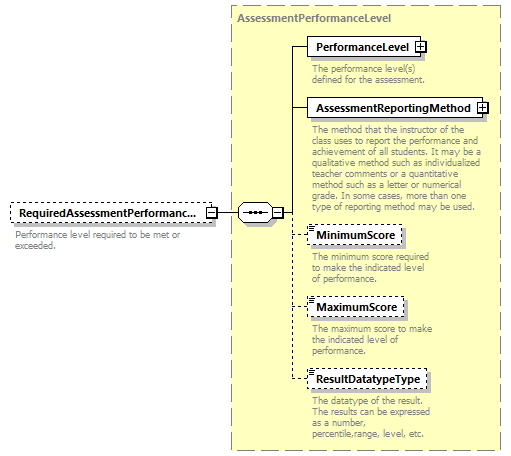 AssessmentPerformanceLevel
PerformanceLevel
The performance level(s)
defined for the assessment.
AssessmentReportingMethod
The method that the instructor of the
class uses to report the performance and
achievement of all students. It may be a
qualitative method such as individualized
teacher comments or a quantitative
method such as a letter or numerical
grade. In some cases, more than one
type of reporting method may be used.
RequiredAssessmentPerformanc...
Performance level required to be met or
exceeded.
MinimumScore
The minimum score required
to make the indicated level
of performance.
MaximumScore
The maximum score to make
the indicated level of
performance.
ResultDatatypeType
The datatype of the result.
The results can be expressed
as a number,
percentile,range, level, etc.